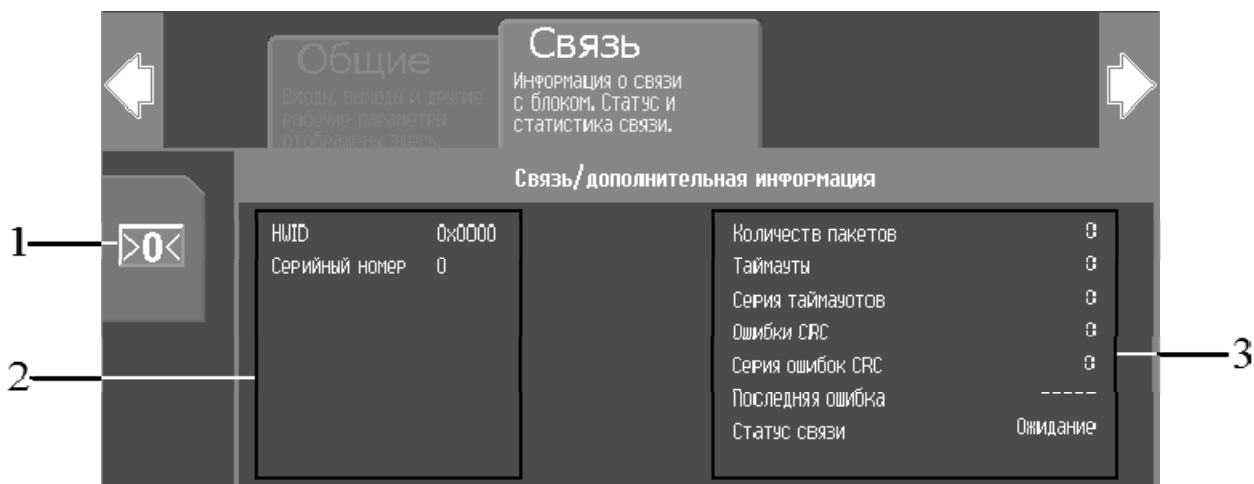 Общие
Входы, выходы и другие
рабочие параметры
отображены здесь.
Связь
Информация о связи
с блоком. Статус и
статистика связи.
Связь/дополнительная информация
1
>0<
HWID 0x0000
Серийный номер 0
2
Количеств пакетов 0
Таймауты 0
Серия таймауотов 0
Ошибки CRC 0
Серия ошибок CRC 0
Последняя ошибка -----
Статус связи Ожидание
3